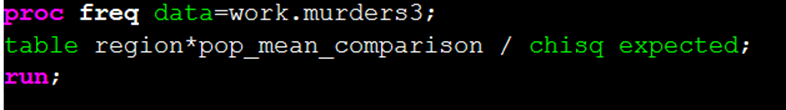 proc freq data=work.murders3;
table region*pop_mean_comparison / chisq expected;
run;